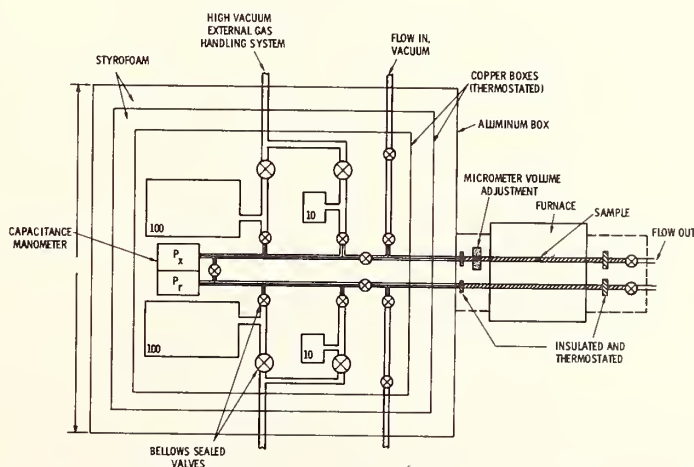 HIGH VACUUM
EXTERNAL GAS
HANDLING SYSTEM
FLOW IN,
VACUUM
STYROFOAM
COPPER BOXES
(THERMOSTATED)
ALUMINUM BOX
MICROMETER VOLUME
ADJUSTMENT
FURNACE
SAMPLE
FLOW OUT
100
10
CAPACITANCE
MANOMETER
Px
Pr
100
10
INSULATED AND
THERMOSTATED
BELLOWS SEALED
VALVES